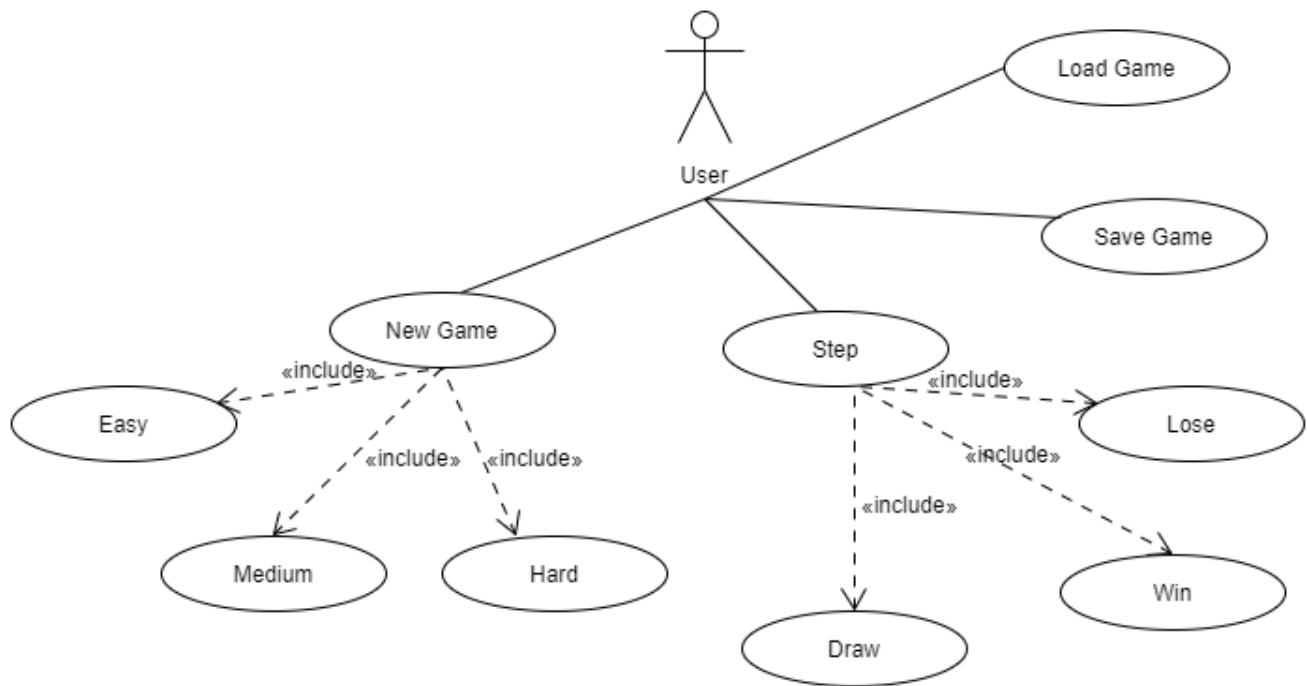 Load Game
User
Save Game
New Game
Step
«include»
«include»
Easy
Lose
«include»
«include»
«include»
«include»
Medium
Hard
Win
Draw